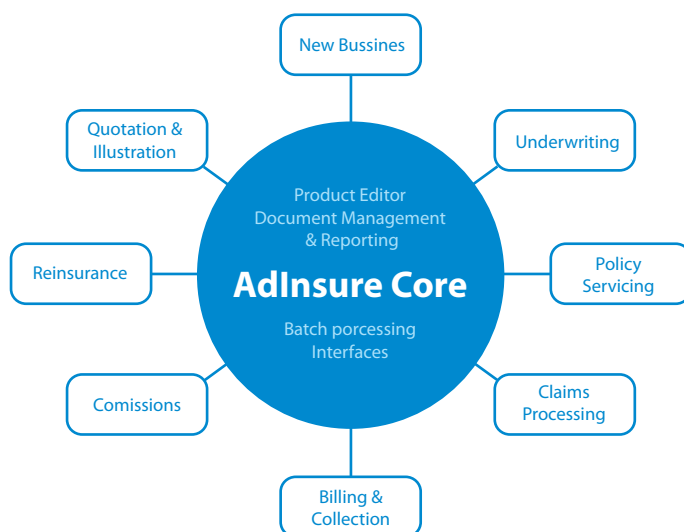 New Bussines
Quotation &
Illustration
Underwriting
Product Editor
Document Management
& Reporting
AdInsure Core
Batch porcessing
Interfaces
Reinsurance
Policy
Servicing
Comissions
Claims
Processing
Billing &
Collection